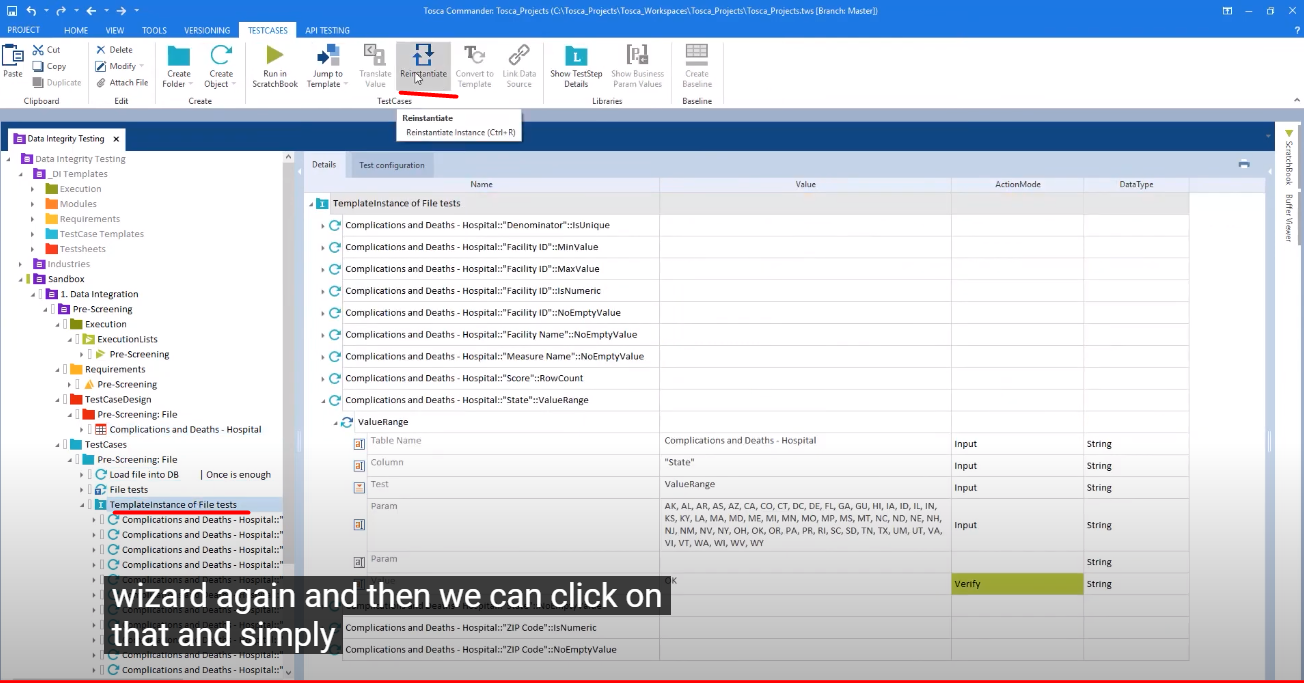 Tosca Commander: Tosca_Projects (C:\Tosca_Projects\Tosca_Workspaces\Tosca_Projects\Tosca_Projects.tws [Branch: Master])
PROJECT HOME VIEW TOOLS VERSIONING TESTCASES API TESTING
Paste
Cut
Copy
Duplicate
Clipboard
Delete
Modify
Attach File
Edit
Create Folder
Create Object
Create
Run in ScratchBook
Jump to Template
Translate Value
Reinstantiate
Convert to Template
Link Data Source
TestCases
Show TestStep Details
Show Business Param Values
Libraries
Create Baseline
Baseline
Reinstantiate
Reinstantiate Instance (Ctrl+R)
Data Integrity Testing
Data Integrity Testing
_DI Templates
Execution
Modules
Requirements
TestCase Templates
Testsheets
Industries
Sandbox
1. Data Integration
Pre-Screening
Execution
ExecutionLists
Pre-Screening
Requirements
Pre-Screening
TestCaseDesign
Pre-Screening: File
Complications and Deaths - Hospital
TestCases
Pre-Screening: File
Load file into DB | Once is enough
File tests
TemplateInstance of File tests
Complications and Deaths - Hospital::"
Complications and Deaths - Hospital::"
Complications and Deaths - Hospital::"
Complications and Deaths - Hospital::"
Complications and Deaths - Hospital::"
Details Test configuration
Name Value ActionMode DataType
TemplateInstance of File tests
Complications and Deaths - Hospital::"Denominator"::IsUnique
Complications and Deaths - Hospital::"Facility ID"::MinValue
Complications and Deaths - Hospital::"Facility ID"::MaxValue
Complications and Deaths - Hospital::"Facility ID"::IsNumeric
Complications and Deaths - Hospital::"Facility ID"::NoEmptyValue
Complications and Deaths - Hospital::"Facility Name"::NoEmptyValue
Complications and Deaths - Hospital::"Measure Name"::NoEmptyValue
Complications and Deaths - Hospital::"Score"::RowCount
Complications and Deaths - Hospital::"State"::ValueRange
ValueRange
Table Name Complications and Deaths - Hospital Input String
Column "State" Input String
Test ValueRange Input String
Param AK, AL, AR, AS, AZ, CA, CO, CT, DC, DE, FL, GA, GU, HI, IA, ID, IL, IN,
KS, KY, LA, MA, MD, ME, MI, MN, MO, MP, MS, MT, NC, ND, NE, NH,
NJ, NM, NV, NY, OH, OK, OR, PA, PR, RI, SC, SD, TN, TX, UM, UT, VA,
VI, VT, WA, WI, WV, WY
Input String
Param String
OK Verify String
Complications and Deaths - Hospital::"ZIP Code"::IsNumeric
Complications and Deaths - Hospital::"ZIP Code"::NoEmptyValue
ScratchBook
Buffer Viewer
wizard again and then we can click on
that and simply